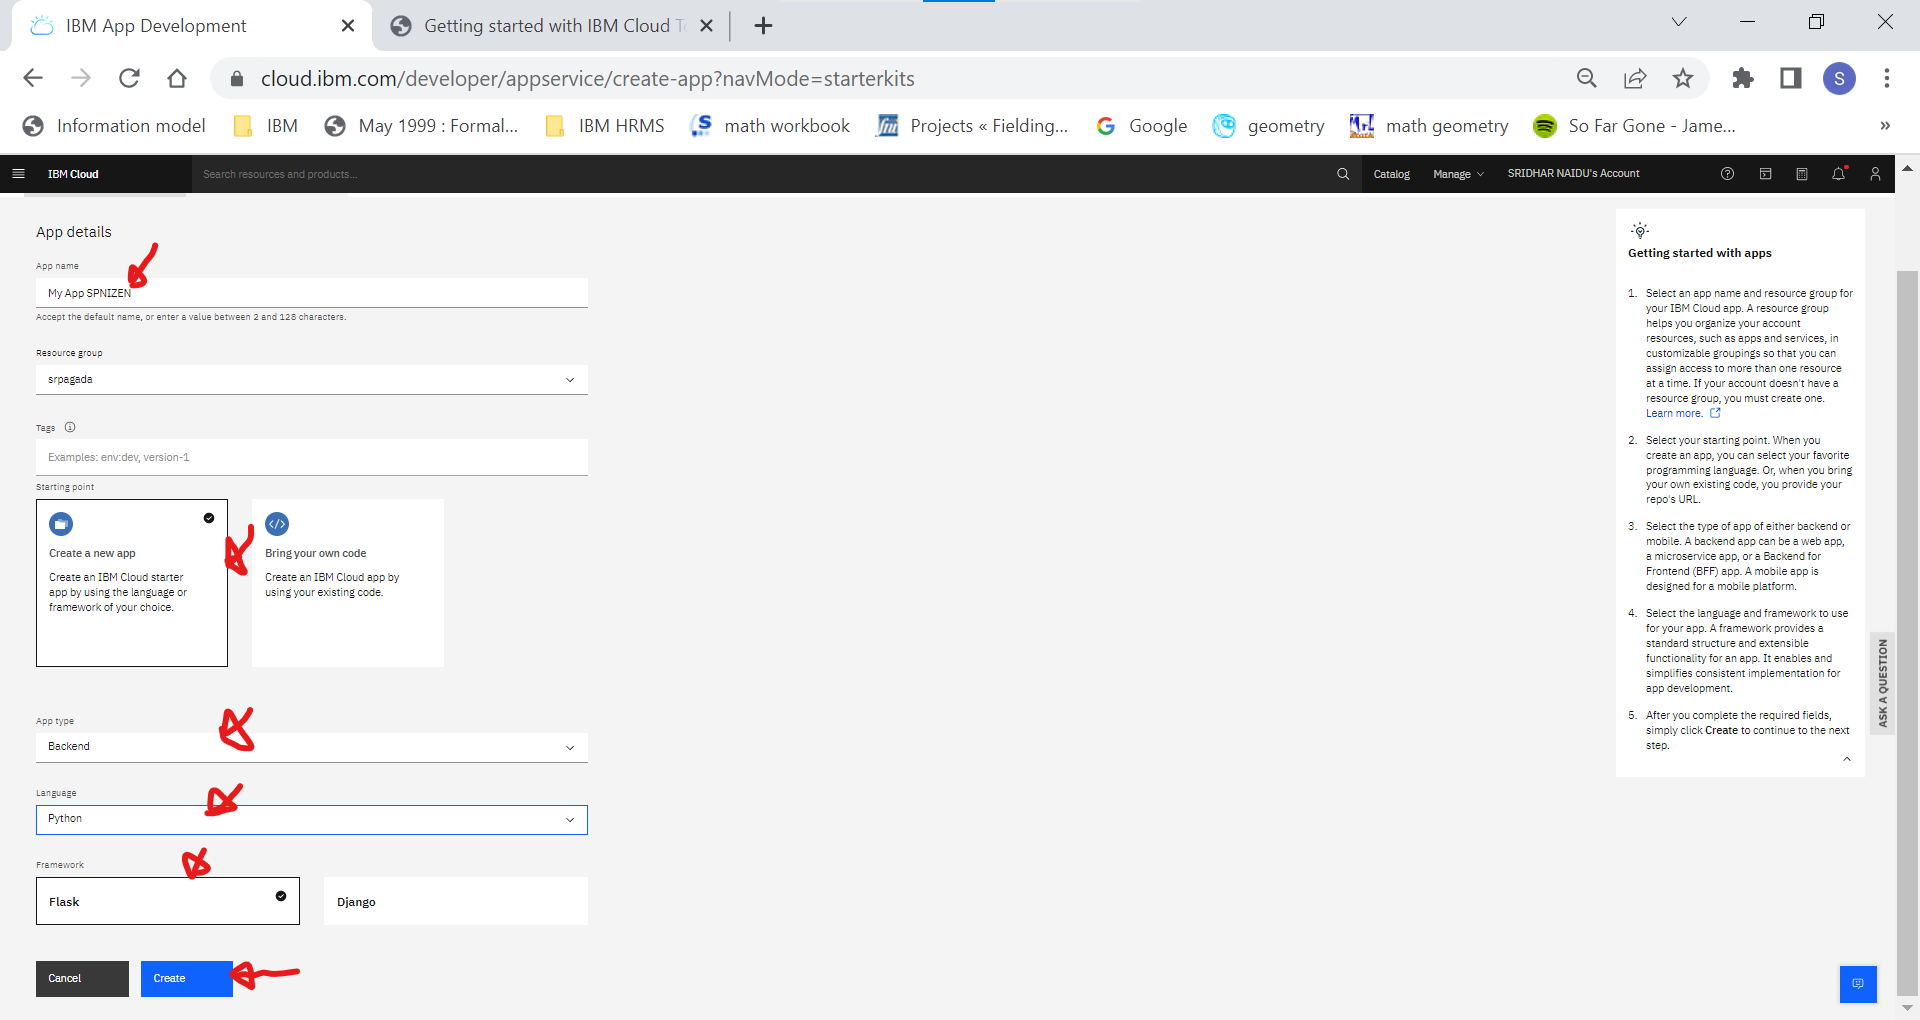 IBM App Development
Getting started with IBM Cloud
cloud.ibm.com/developer/appservice/create-app?navMode=starterkits
S
Information model
IBM
May 1999 : Formal...
IBM HRMS
math workbook
Projects « Fielding...
Google
geometry
math geometry
So Far Gone - Jame...
»
IBM Cloud
Search resources and products...
Catalog
Manage
SRIDHAR NAIDU's Account
App details
App name
My App SPNIZEN
Accept the default name, or enter a value between 2 and 128 characters.
Resource group
srpagada
Tags
Examples: env:dev, version-1
Starting point
Create a new app
Create an IBM Cloud starter
app by using the language or
framework of your choice.
Bring your own code
Create an IBM Cloud app by
using your existing code.
App type
Backend
Language
Python
Framework
Flask
Django
Cancel
Create
Getting started with apps
1. Select an app name and resource group for
your IBM Cloud app. A resource group
helps you organize your account
resources, such as apps and services, in
customizable groupings so that you can
assign access to more than one resource
at a time. If your account doesn't have a
resource group, you must create one.
Learn more.
2. Select your starting point. When you
create an app, you can select your favorite
programming language. Or, when you bring
your own existing code, you provide your
repo's URL.
3. Select the type of app of either backend or
mobile. A backend app can be a web app,
a microservice app, or a Backend for
Frontend (BFF) app. A mobile app is
designed for a mobile platform.
4. Select the language and framework to use
for your app. A framework provides a
standard structure and extensible
functionality for an app. It enables and
simplifies consistent implementation for
app development.
5. After you complete the required fields,
simply click Create to continue to the next
step.
ASK A QUESTION